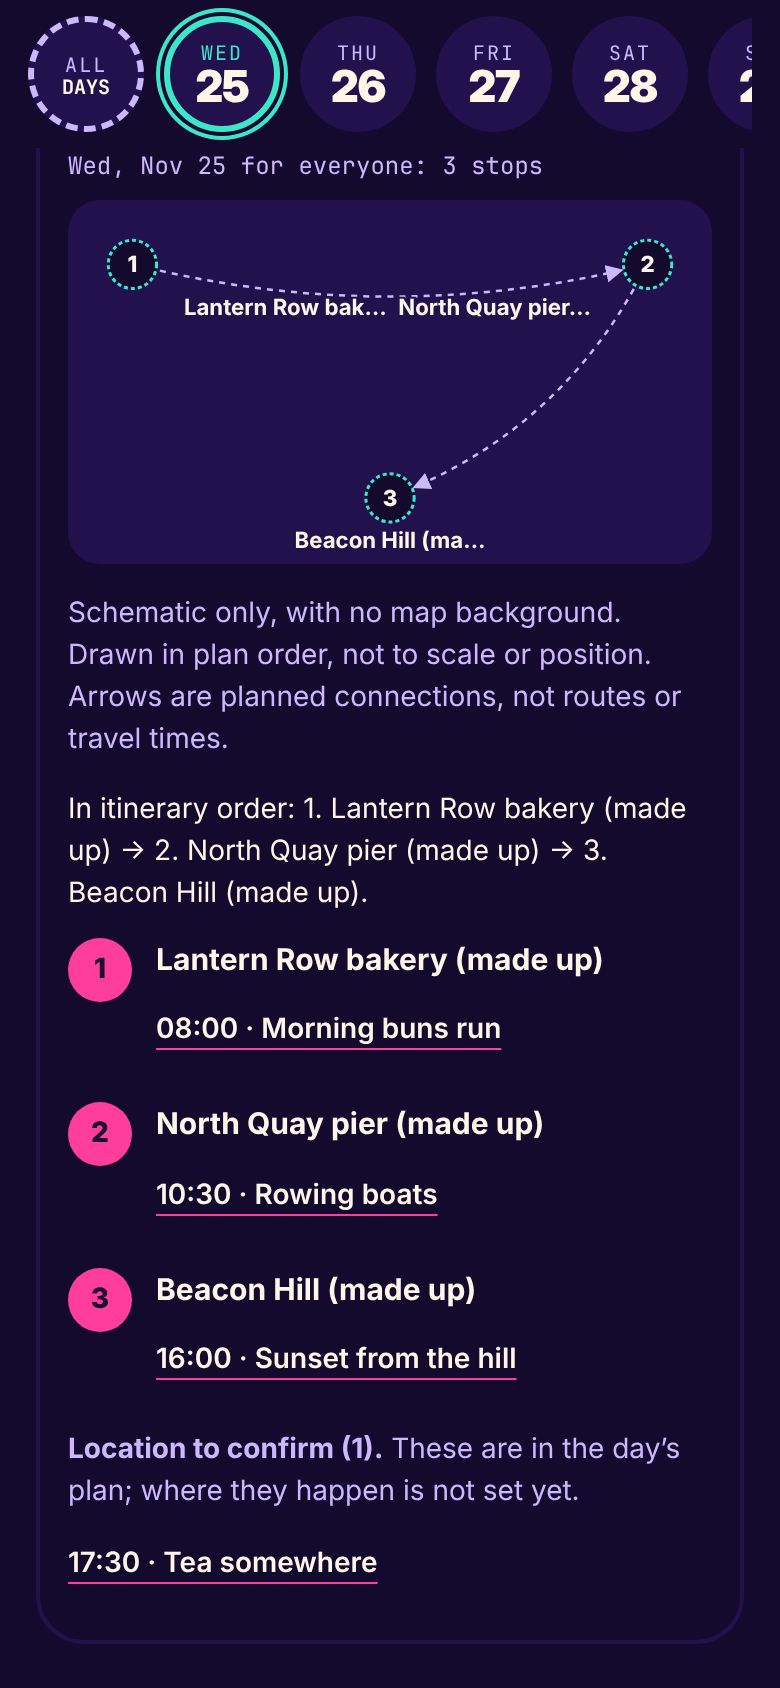 ALL
DAYS
WED
25
THU
26
FRI
27
SAT
28
Wed, Nov 25 for everyone: 3 stops
1
2
Lantern Row bak…
North Quay pier…
3
Beacon Hill (ma…
Schematic only, with no map background.
Drawn in plan order, not to scale or position.
Arrows are planned connections, not routes or
travel times.
In itinerary order: 1. Lantern Row bakery (made
up) → 2. North Quay pier (made up) → 3.
Beacon Hill (made up).
1
Lantern Row bakery (made up)
08:00 · Morning buns run
2
North Quay pier (made up)
10:30 · Rowing boats
3
Beacon Hill (made up)
16:00 · Sunset from the hill
Location to confirm (1). These are in the day’s
plan; where they happen is not set yet.
17:30 · Tea somewhere